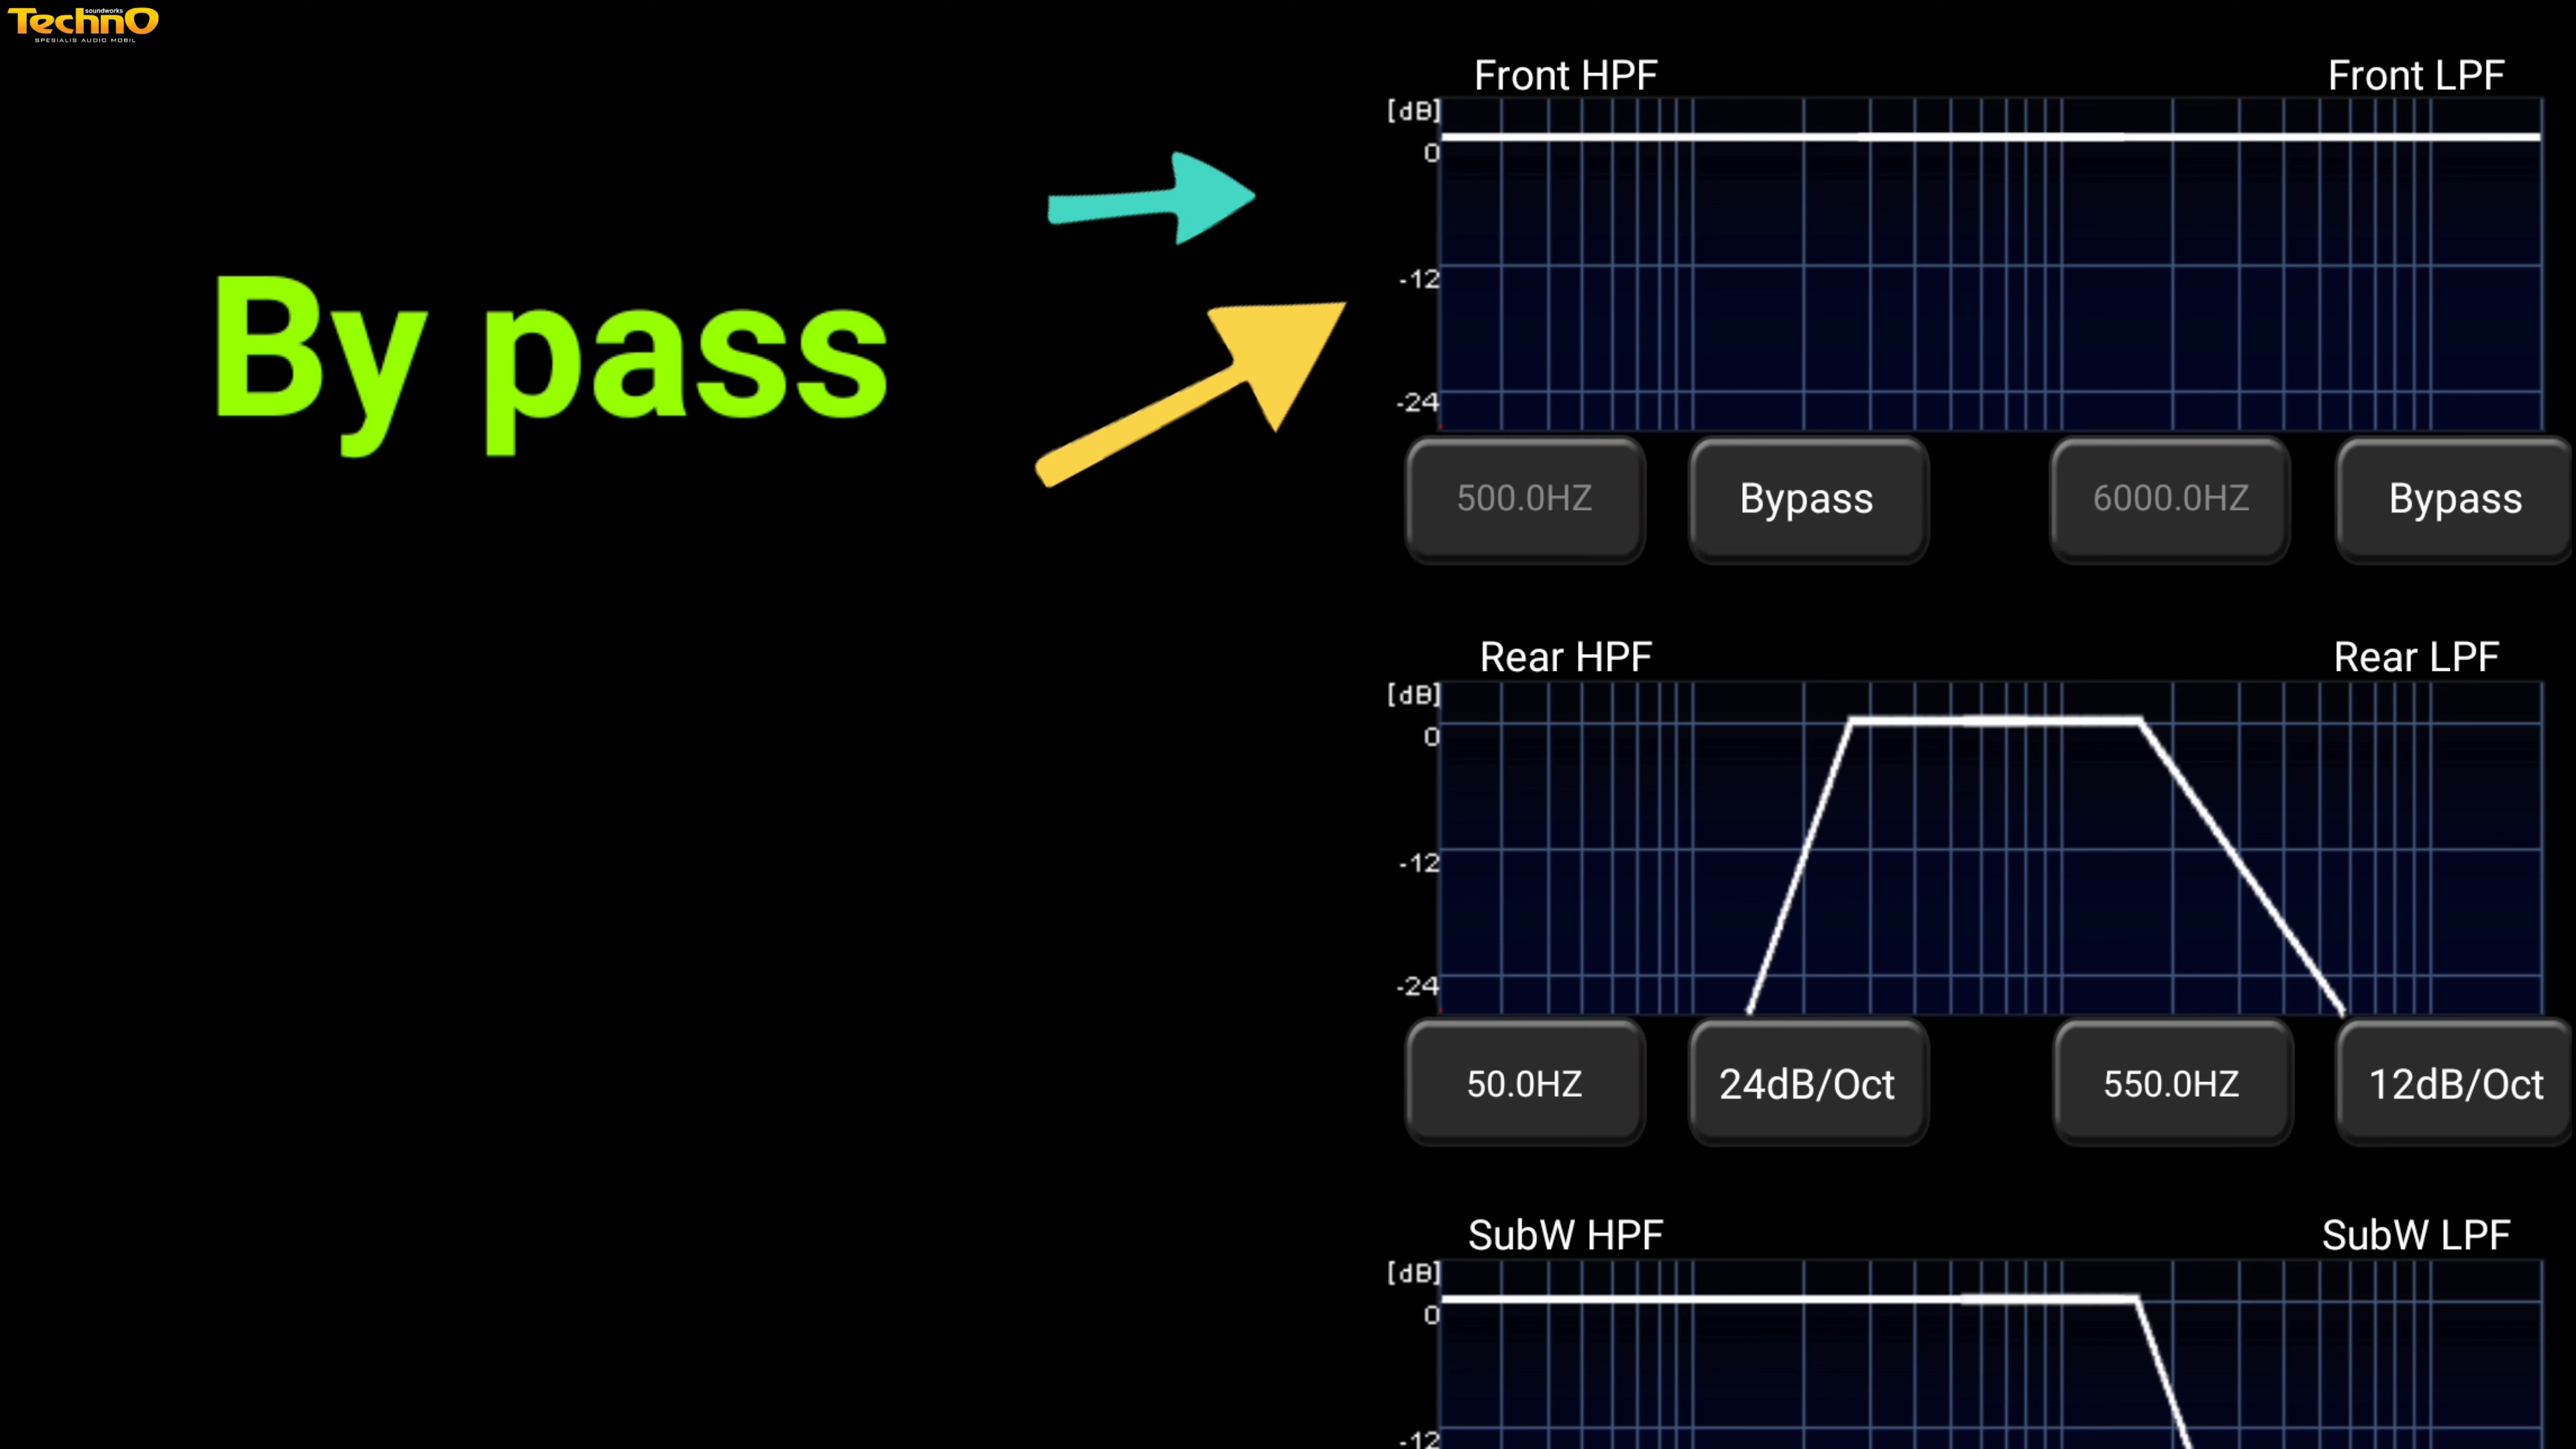 soundworks
TechnO
SPESIALIS AUDIO MOBIL
By pass
Front HPF Front LPF
[dB]
0
-12
-24
500.0HZ Bypass 6000.0HZ Bypass
Rear HPF Rear LPF
[dB]
0
-12
-24
50.0HZ 24dB/Oct 550.0HZ 12dB/Oct
SubW HPF SubW LPF
[dB]
0
-12